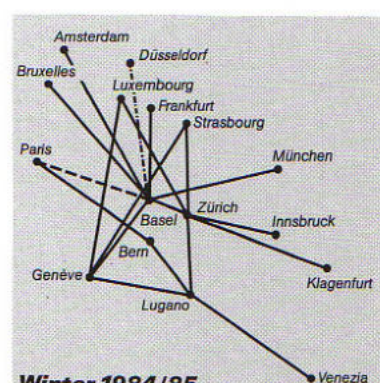 Amsterdam
Düsseldorf
Bruxelles
Luxembourg
Frankfurt
Strasbourg
Paris
München
Basel
Zürich
Innsbruck
Bern
Genève
Klagenfurt
Lugano
Winter 1984/85
Venezia